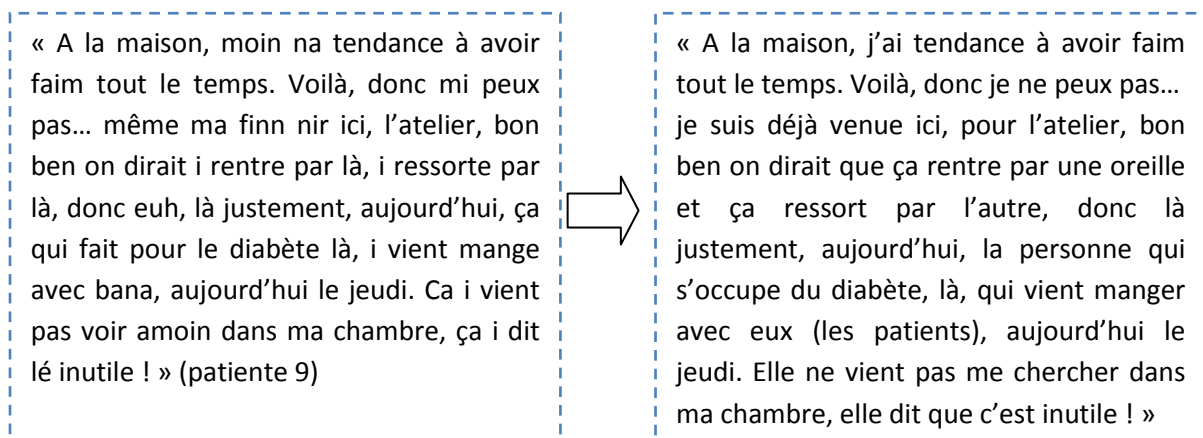 « A la maison, moin na tendance à avoir
faim tout le temps. Voilà, donc mi peux
pas… même ma finn nir ici, l’atelier, bon
ben on dirait i rentre par là, i ressorte par
là, donc euh, là justement, aujourd’hui, ça
qui fait pour le diabète là, i vient mange
avec bana, aujourd’hui le jeudi. Ca i vient
pas voir amoin dans ma chambre, ça i dit
lé inutile ! » (patiente 9)
« A la maison, j’ai tendance à avoir faim
tout le temps. Voilà, donc je ne peux pas…
je suis déjà venue ici, pour l’atelier, bon
ben on dirait que ça rentre par une oreille
et ça ressort par l’autre, donc là
justement, aujourd’hui, la personne qui
s’occupe du diabète, là, qui vient manger
avec eux (les patients), aujourd’hui le
jeudi. Elle ne vient pas me chercher dans
ma chambre, elle dit que c’est inutile ! »